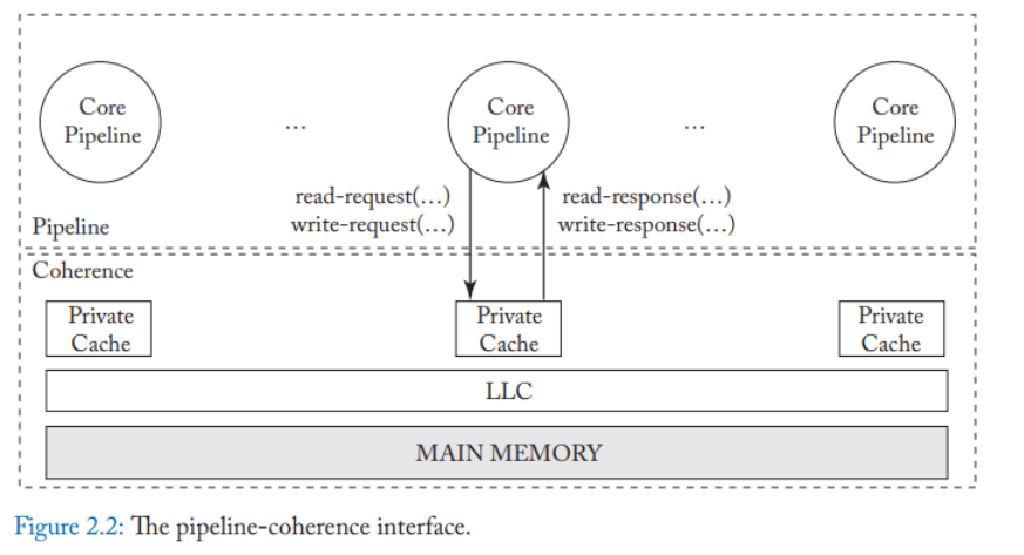 Core
Pipeline
...
Core
Pipeline
...
Core
Pipeline
read-request(...)
write-request(...)
read-response(...)
write-response(...)
Pipeline
Coherence
Private
Cache
Private
Cache
Private
Cache
LLC
MAIN MEMORY
Figure 2.2: The pipeline-coherence interface.